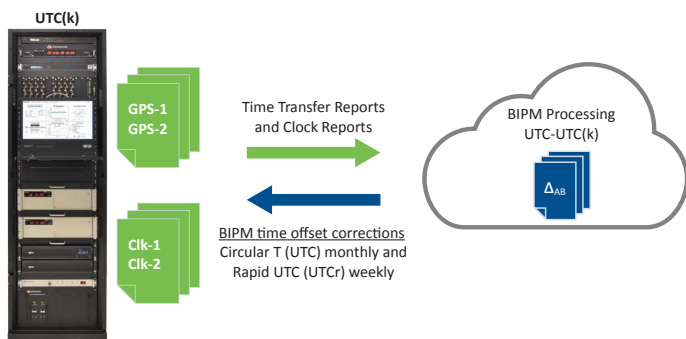 UTC(k)
GPS-1
GPS-2
Clk-1
Clk-2
Time Transfer Reports
and Clock Reports
BIPM time offset corrections
Circular T (UTC) monthly and
Rapid UTC (UTCr) weekly
BIPM Processing
UTC-UTC(k)
ΔAB